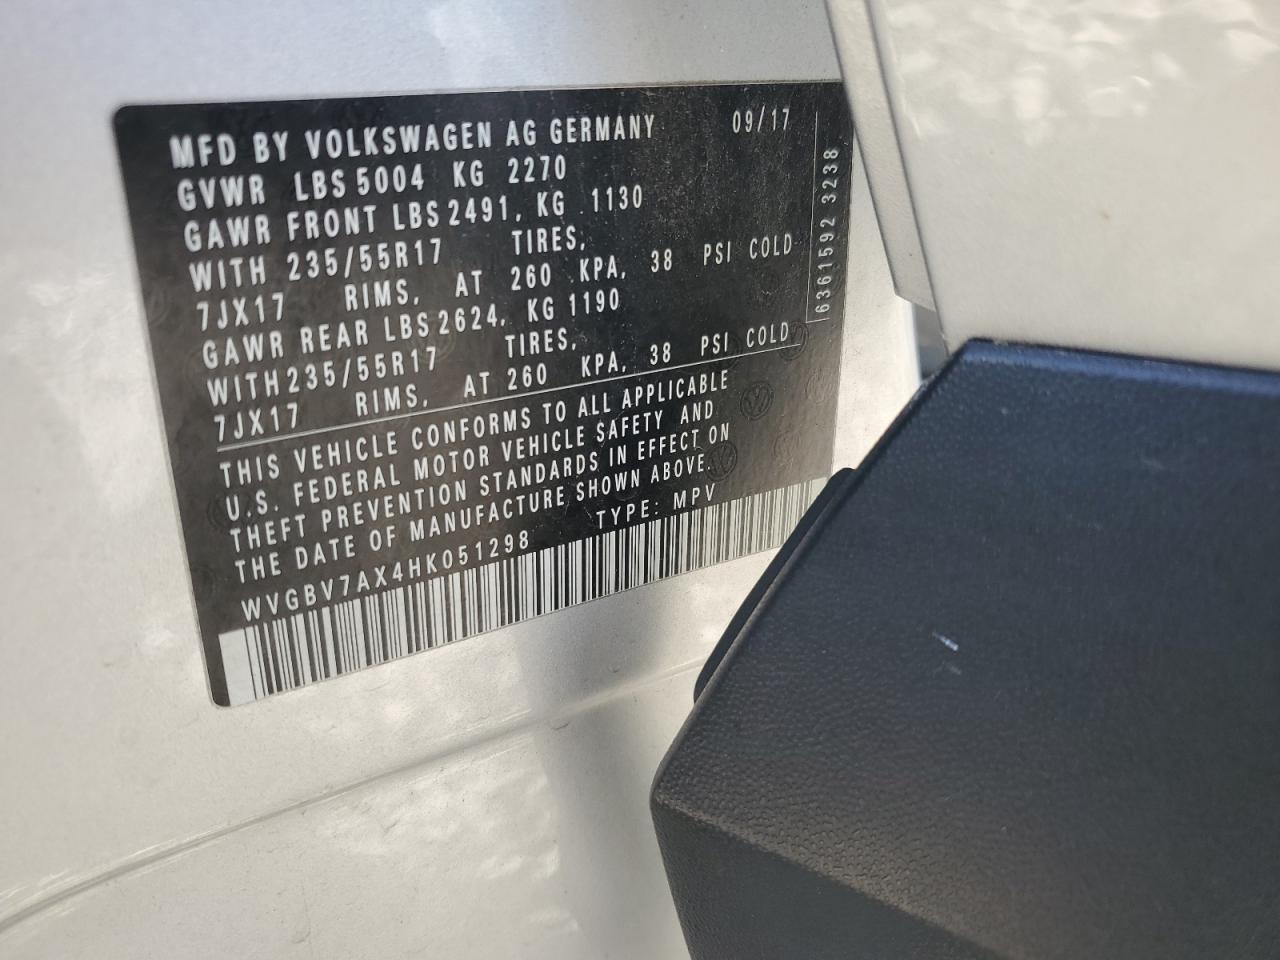 MFD BY VOLKSWAGEN AG GERMANY 09/17
GVWR LBS 5004 KG 2270
GAWR FRONT LBS 2491, KG 1130
WITH 235/55R17 TIRES,
7JX17 RIMS, AT 260 KPA, 38 PSI COLD
GAWR REAR LBS 2624, KG 1190
WITH 235/55R17 TIRES,
7JX17 RIMS, AT 260 KPA, 38 PSI COLD
THIS VEHICLE CONFORMS TO ALL APPLICABLE
U.S. FEDERAL MOTOR VEHICLE SAFETY AND
THEFT PREVENTION STANDARDS IN EFFECT ON
THE DATE OF MANUFACTURE SHOWN ABOVE.
WVGBV7AX4HK051298 TYPE: MPV
6361592 3238